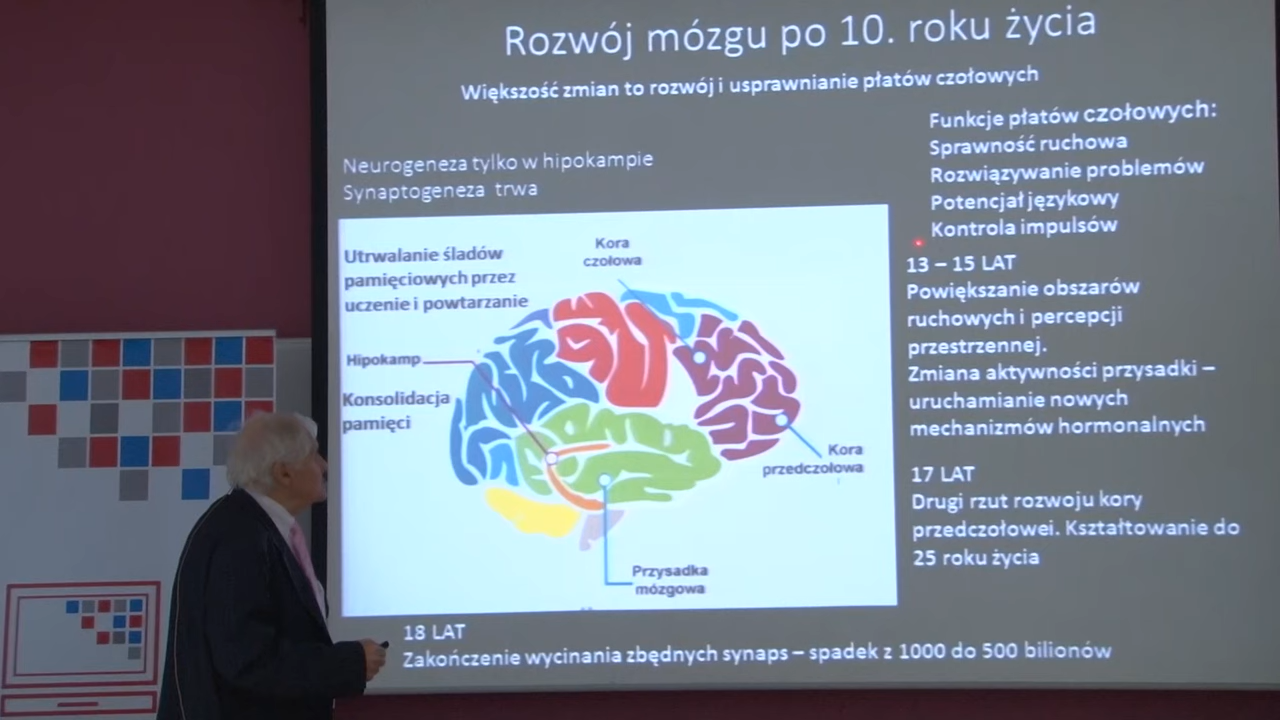 Rozwój mózgu po 10. roku życia
Większość zmian to rozwój i usprawnianie płatów czołowych
Neurogeneza tylko w hipokampie
Synaptogeneza trwa
Funkcje płatów czołowych:
Sprawność ruchowa
Rozwiązywanie problemów
Potencjał językowy
Kontrola impulsów
Utrwalanie śladów
pamięciowych przez
uczenie i powtarzanie
Kora
czołowa
Hipokamp
Konsolidacja
pamięci
Kora
przedczołowa
Przysadka
mózgowa
13 – 15 LAT
Powiększanie obszarów
ruchowych i percepcji
przestrzennej.
Zmiana aktywności przysadki –
uruchamianie nowych
mechanizmów hormonalnych
17 LAT
Drugi rzut rozwoju kory
przedczołowei. Kształtowanie do
25 roku życia
18 LAT
Zakończenie wycinania zbędnych synaps – spadek z 1000 do 500 bilionów